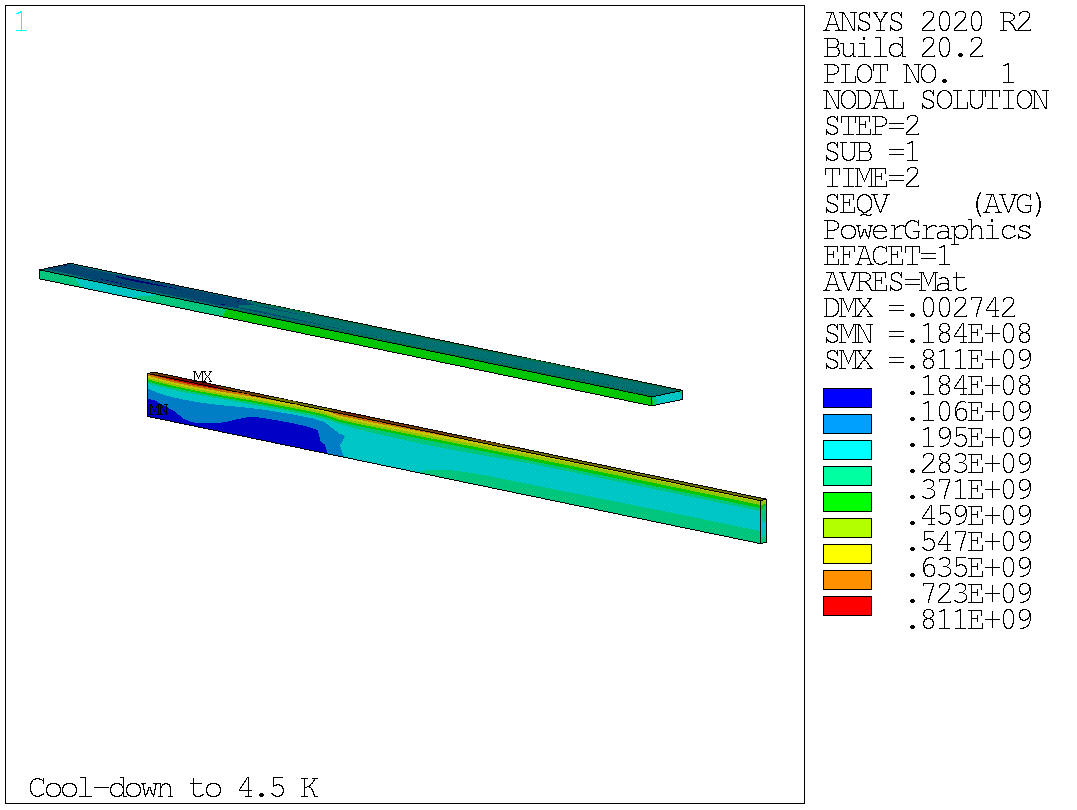 1
ANSYS 2020 R2
Build 20.2
PLOT NO. 1
NODAL SOLUTION
STEP=2
SUB =1
TIME=2
SEQV (AVG)
PowerGraphics
EFACET=1
AVRES=Mat
DMX =.002742
SMN =.184E+08
SMX =.811E+09
.184E+08
.106E+09
.195E+09
.283E+09
.371E+09
.459E+09
.547E+09
.635E+09
.723E+09
.811E+09
MX
MN
Cool-down to 4.5 K